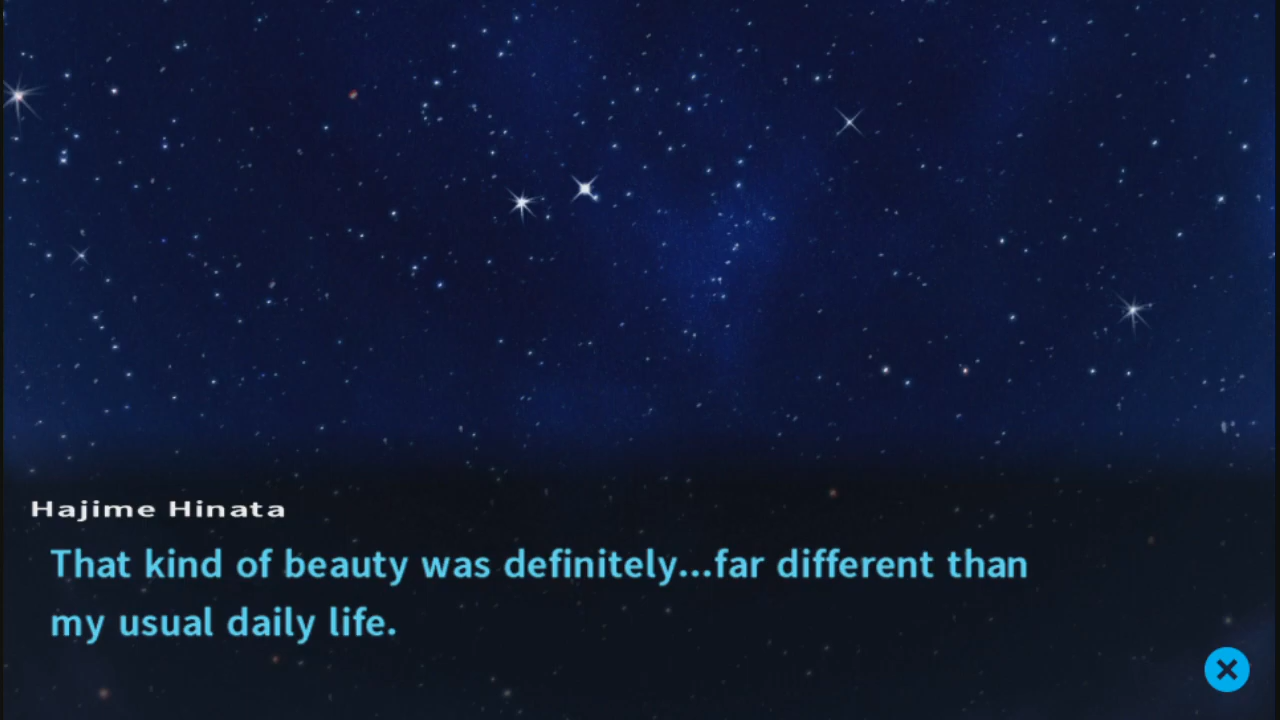 Hajime Hinata
That kind of beauty was definitely...far different than
my usual daily life.